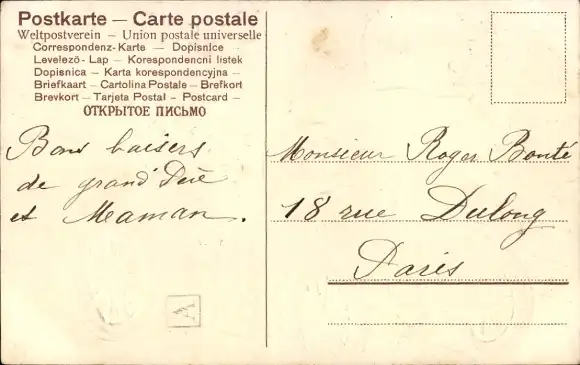 Postkarte — Carte postale
Weltpostverein — Union postale universelle
Correspondenz-Karte — Dopisnice
Levelező-Lap — Korespondencni listek
Dopisnica — Karta korespondencyjna —
Briefkaart — Cartolina Postale — Brefkort
Brevkort — Tarjeta Postal — Postcard —
ОТКРЫТОЕ ПИСЬМО
Bons baisers
de grand'Père
et Maman.
A
Monsieur Roger Bonté
18 rue Dulong
Paris